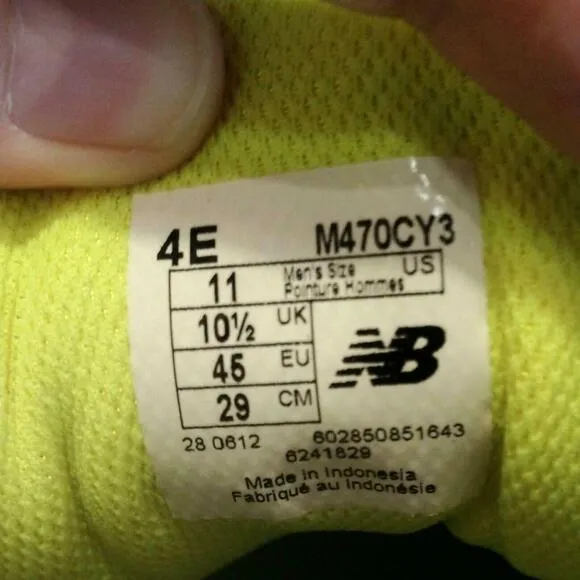 4E M470CY3
11 Men's Size US
Pointure Hommes
10½ UK
45 EU
29 CM
NB
28 0612 602850851643
6241829
Made in Indonesia
Fabriqué au Indonésie